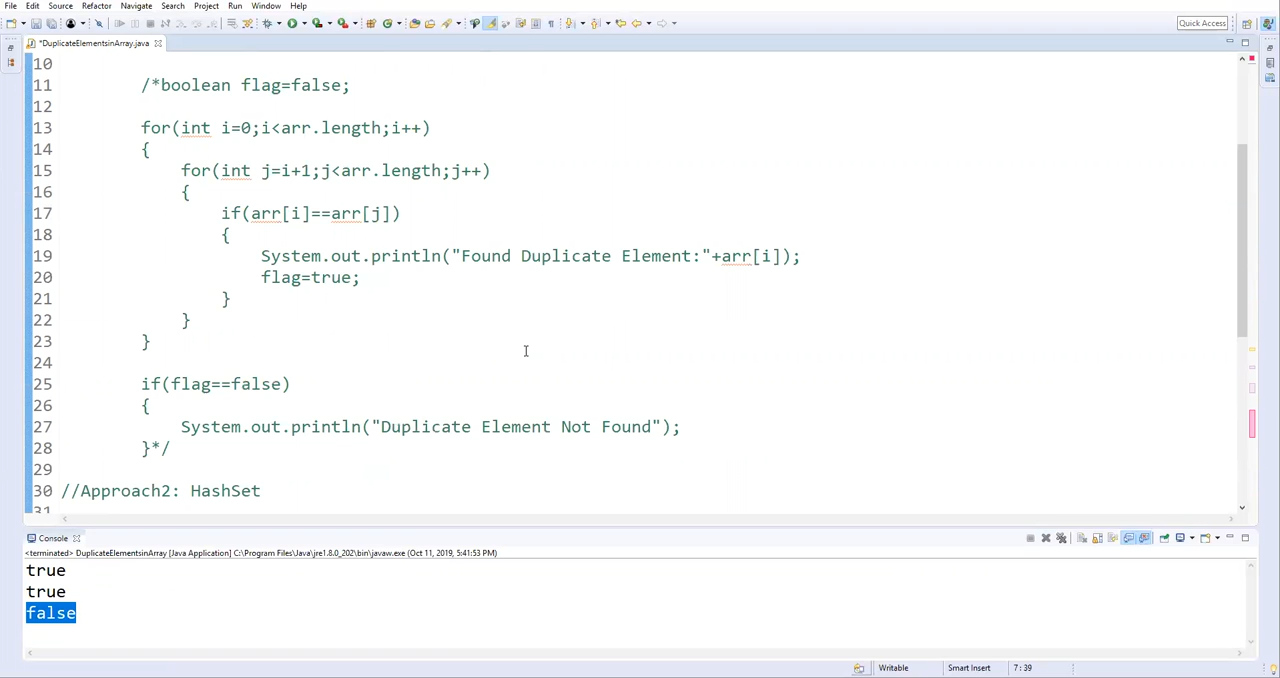 File Edit Source Refactor Navigate Search Project Run Window Help
Quick Access
*DuplicateElementsinArray.java
10
11 /*boolean flag=false;
12
13 for(int i=0;i<arr.length;i++)
14 {
15 for(int j=i+1;j<arr.length;j++)
16 {
17 if(arr[i]==arr[j])
18 {
19 System.out.println("Found Duplicate Element:"+arr[i]);
20 flag=true;
21 }
22 }
23 }
24
25 if(flag==false)
26 {
27 System.out.println("Duplicate Element Not Found");
28 }*/
29
30 //Approach2: HashSet
31
Console
<terminated> DuplicateElementsinArray [Java Application] C:\Program Files\Java\jre1.8.0_202\bin\javaw.exe (Oct 11, 2019, 5:41:53 PM)
true
true
false
Writable Smart Insert 7 : 39